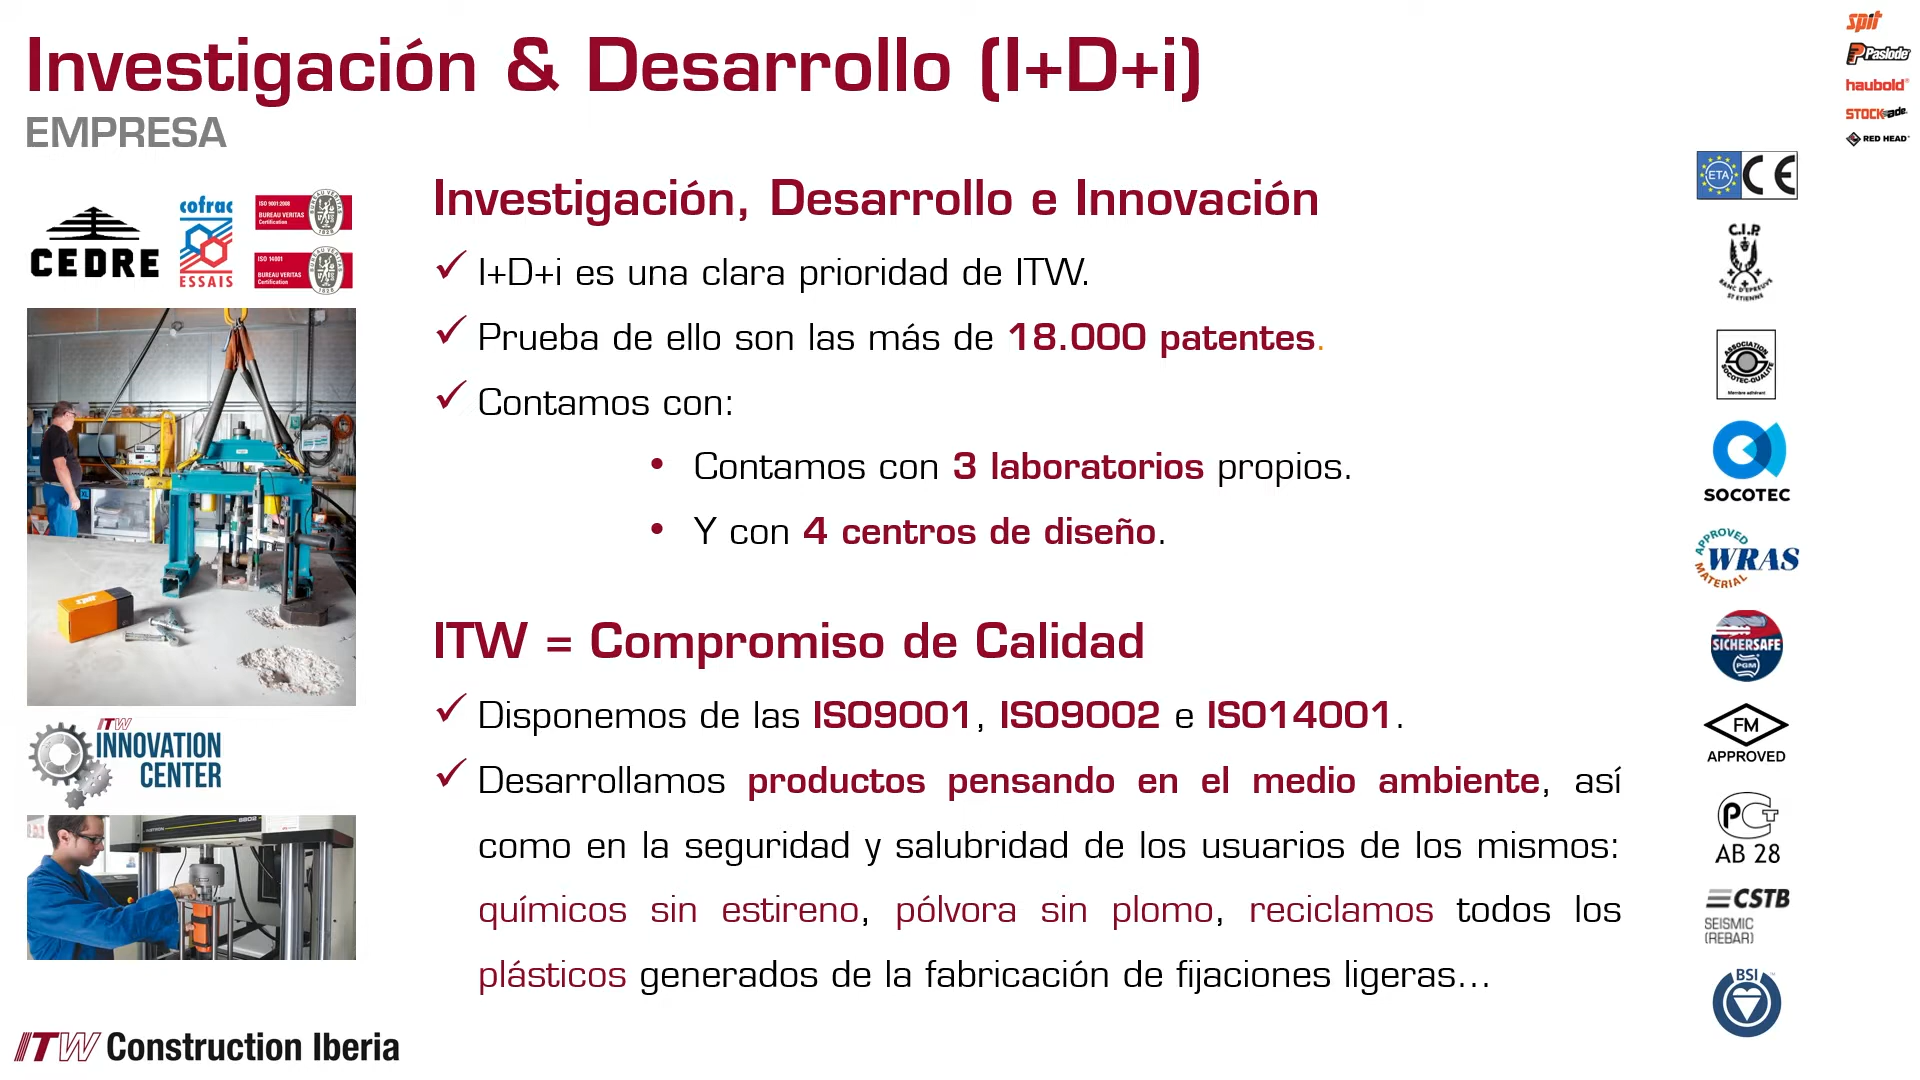 Investigación & Desarrollo (I+D+i)
EMPRESA
spit
Paslode
haubold
STOCKade
RED HEAD
CEDRE
cofrac
ESSAIS
ISO 9001:2008
BUREAU VERITAS
Certification
ISO 14001
BUREAU VERITAS
Certification
BUREAU VERITAS
1828
Investigación, Desarrollo e Innovación
I+D+i es una clara prioridad de ITW.
Prueba de ello son las más de 18.000 patentes.
Contamos con:
• Contamos con 3 laboratorios propios.
• Y con 4 centros de diseño.
ITW = Compromiso de Calidad
Disponemos de las ISO9001, ISO9002 e ISO14001.
Desarrollamos productos pensando en el medio ambiente, así
como en la seguridad y salubridad de los usuarios de los mismos:
químicos sin estireno, pólvora sin plomo, reciclamos todos los
plásticos generados de la fabricación de fijaciones ligeras...
spit
ITW
INNOVATION
CENTER
ITW Construction Iberia
ETA CE
C.I.P.
BANC D'EPREUVE
ST ETIENNE
ASSOCIATION
SOCOTEC-QUALITE
Membre adhérent
SOCOTEC
APPROVED
WRAS
MATERIAL
SICHERSAFE
PGM
FM
APPROVED
PCT
AB 28
CSTB
SEISMIC
(REBAR)
BSI